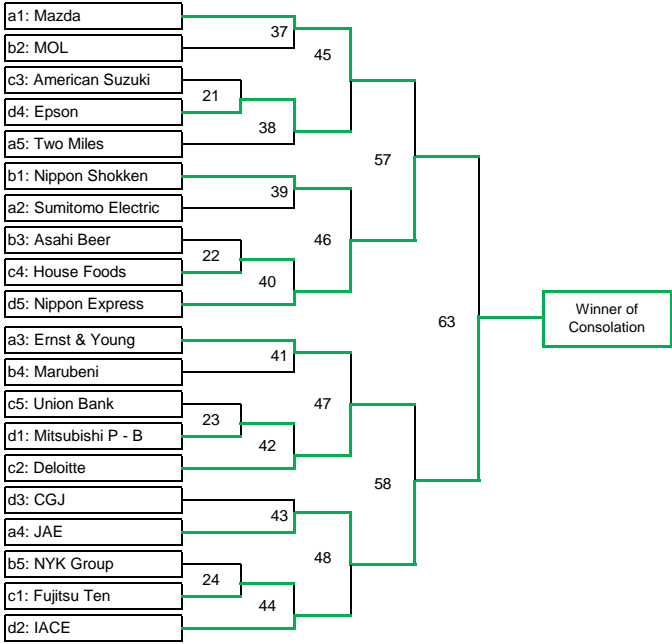 a1: Mazda
37
b2: MOL
45
c3: American Suzuki
21
d4: Epson
38
a5: Two Miles
57
b1: Nippon Shokken
39
a2: Sumitomo Electric
b3: Asahi Beer
46
22
c4: House Foods
40
d5: Nippon Express
63
Winner of
Consolation
a3: Ernst & Young
41
b4: Marubeni
c5: Union Bank
47
23
d1: Mitsubishi P - B
42
c2: Deloitte
58
d3: CGJ
43
a4: JAE
b5: NYK Group
48
24
c1: Fujitsu Ten
44
d2: IACE